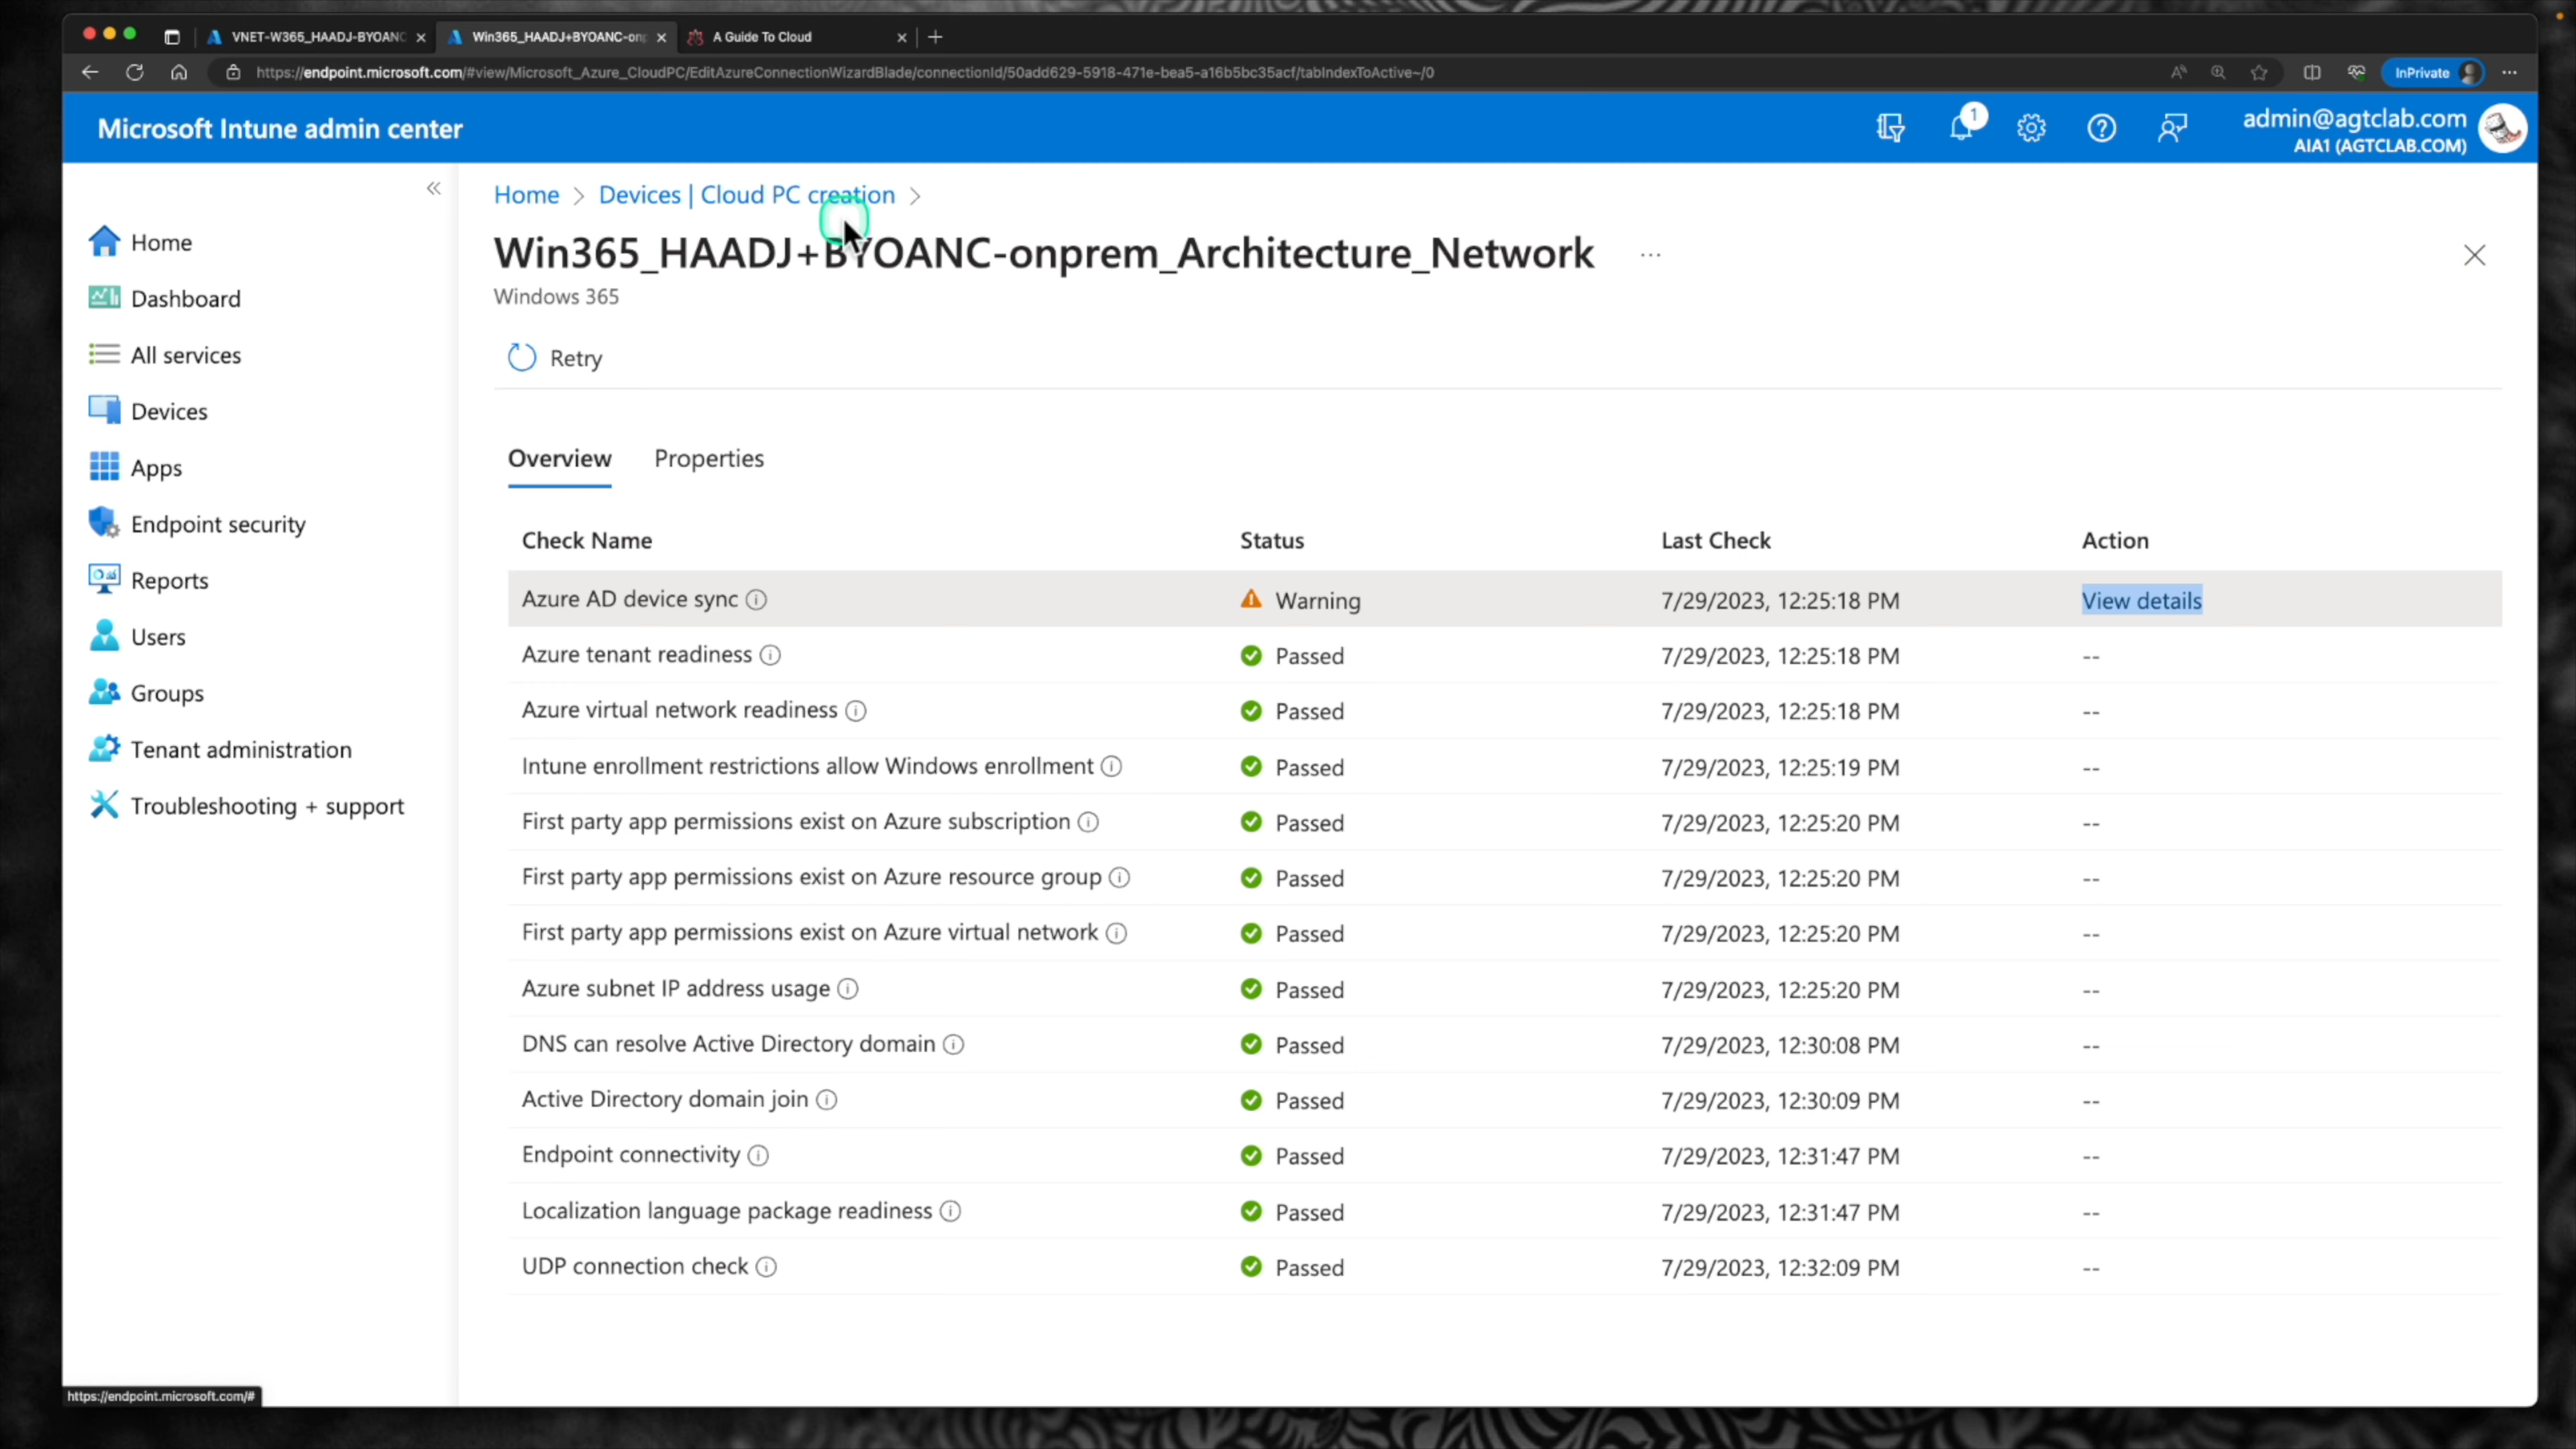 VNET-W365_HAADJ-BYOANC
Win365_HAADJ+BYOANC-onp
A Guide To Cloud
https://endpoint.microsoft.com/#view/Microsoft_Azure_CloudPC/EditAzureConnectionWizardBlade/connectionId/50add629-5918-471e-bea5-a16b5bc35acf/tabIndexToActive~/0
InPrivate
Microsoft Intune admin center
1
admin@agtclab.com
AIA1 (AGTCLAB.COM)
Home
Dashboard
All services
Devices
Apps
Endpoint security
Reports
Users
Groups
Tenant administration
Troubleshooting + support
Home > Devices | Cloud PC creation >
Win365_HAADJ+BYOANC-onprem_Architecture_Network ...
Windows 365
Retry
Overview Properties
Check Name Status Last Check Action
Azure AD device sync Warning 7/29/2023, 12:25:18 PM View details
Azure tenant readiness Passed 7/29/2023, 12:25:18 PM --
Azure virtual network readiness Passed 7/29/2023, 12:25:18 PM --
Intune enrollment restrictions allow Windows enrollment Passed 7/29/2023, 12:25:19 PM --
First party app permissions exist on Azure subscription Passed 7/29/2023, 12:25:20 PM --
First party app permissions exist on Azure resource group Passed 7/29/2023, 12:25:20 PM --
First party app permissions exist on Azure virtual network Passed 7/29/2023, 12:25:20 PM --
Azure subnet IP address usage Passed 7/29/2023, 12:25:20 PM --
DNS can resolve Active Directory domain Passed 7/29/2023, 12:30:08 PM --
Active Directory domain join Passed 7/29/2023, 12:30:09 PM --
Endpoint connectivity Passed 7/29/2023, 12:31:47 PM --
Localization language package readiness Passed 7/29/2023, 12:31:47 PM --
UDP connection check Passed 7/29/2023, 12:32:09 PM --
https://endpoint.microsoft.com/#